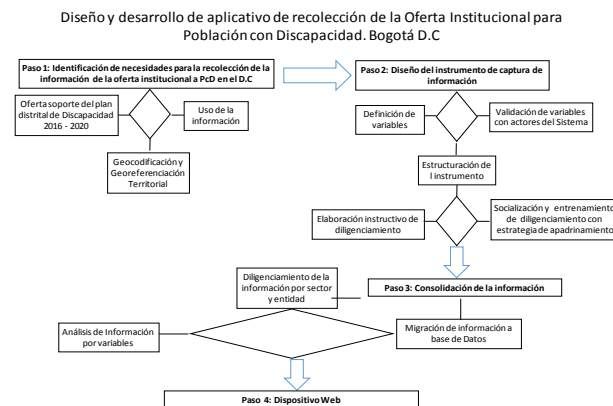 Diseño y desarrollo de aplicativo de recolección de la Oferta Institucional para
Población con Discapacidad. Bogotá D.C
Paso 1: Identificación de necesidades para la recolección de la
información de la oferta institucional a PcD en el D.C
Oferta soporte del plan
distrital de Discapacidad
2016 - 2020
Uso de la
información
Geocodificación y
Georeferenciación
Territorial
Paso 2: Diseño del instrumento de captura de
información
Definición de
variables
Validación de variables
con actores del Sistema
Estructuración de
l instrumento
Elaboración instructivo de
diligenciamiento
Socialización y entrenamiento
de diligenciamiento con
estrategia de apadrinamiento
Diligenciamiento de la
información por sector
y entidad
Paso 3: Consolidación de la información
Análisis de Información
por variables
Migración de información a
base de Datos
Paso 4: Dispositivo Web